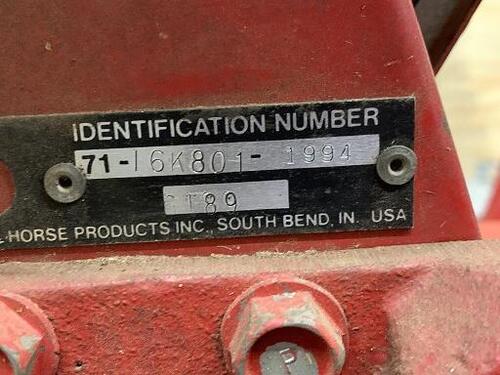 IDENTIFICATION NUMBER
71-16K801- 1994
T89
-HORSE PRODUCTS INC., SOUTH BEND, IN. USA
P